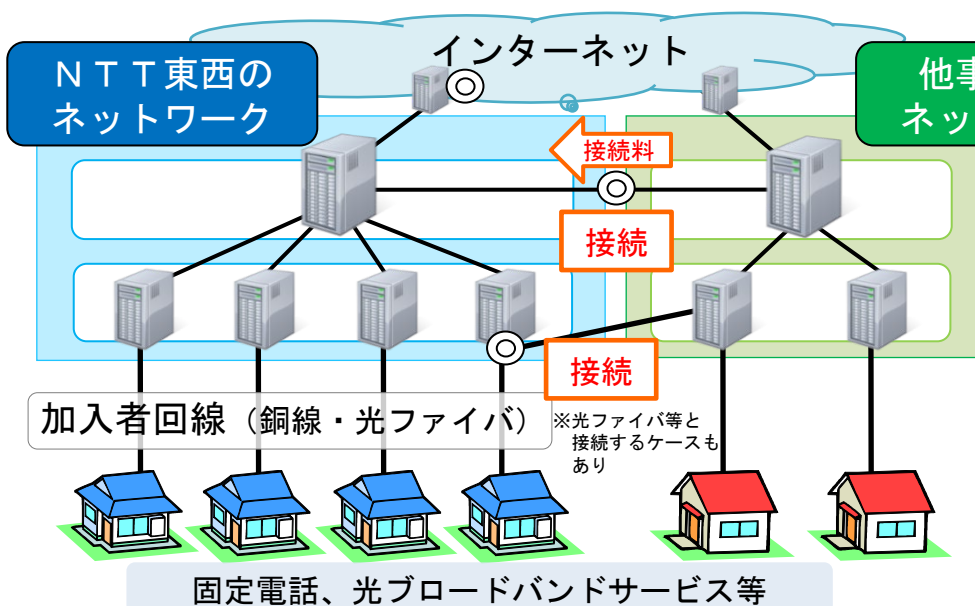 インターネット
ＮＴＴ東西の
ネットワーク
他事
ネッ
接続料
接続
接続
加入者回線（銅線・光ファイバ）
※光ファイバ等と
接続するケースも
あり
固定電話、光ブロードバンドサービス等